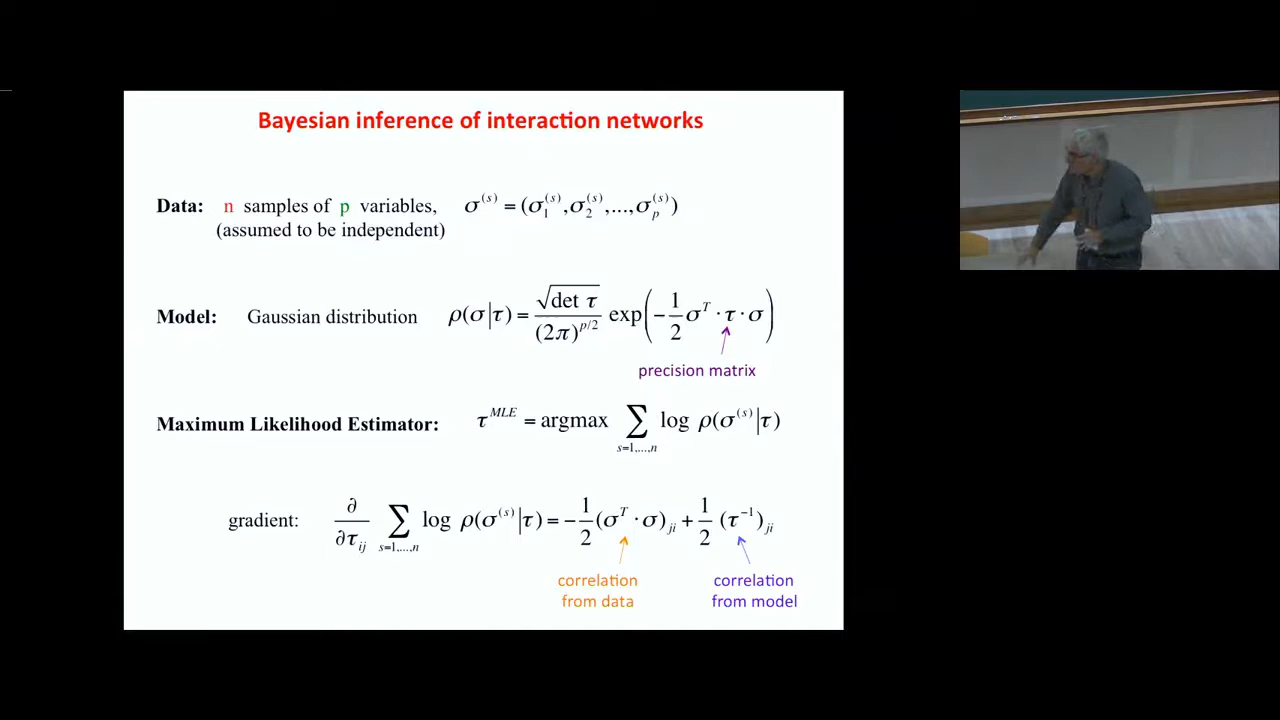 Bayesian inference of interaction networks
Data: n samples of p variables, σ^(s) = (σ_1^(s), σ_2^(s), ..., σ_p^(s))
(assumed to be independent)
Model: Gaussian distribution ρ(σ|τ) = √(det τ) / (2π)^(p/2) exp(−1/2 σ^T · τ · σ)
precision matrix
Maximum Likelihood Estimator: τ^MLE = argmax ∑_{s=1,...,n} log ρ(σ^(s)|τ)
gradient: ∂/∂τ_ij ∑_{s=1,...,n} log ρ(σ^(s)|τ) = −1/2 (σ^T · σ)_ji + 1/2 (τ^−1)_ji
correlation from data
correlation from model